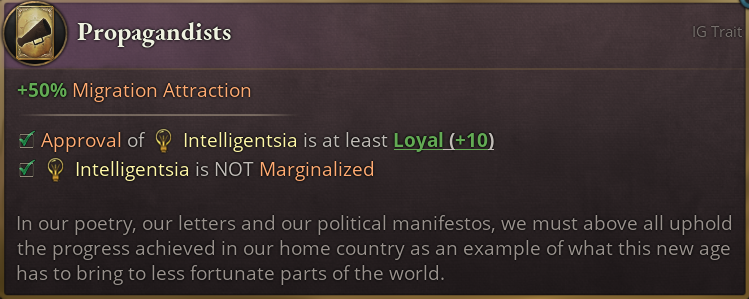 Propagandists
IG Trait
+50% Migration Attraction
Approval of Intelligentsia is at least Loyal (+10)
Intelligentsia is NOT Marginalized
In our poetry, our letters and our political manifestos, we must above all uphold
the progress achieved in our home country as an example of what this new age
has to bring to less fortunate parts of the world.